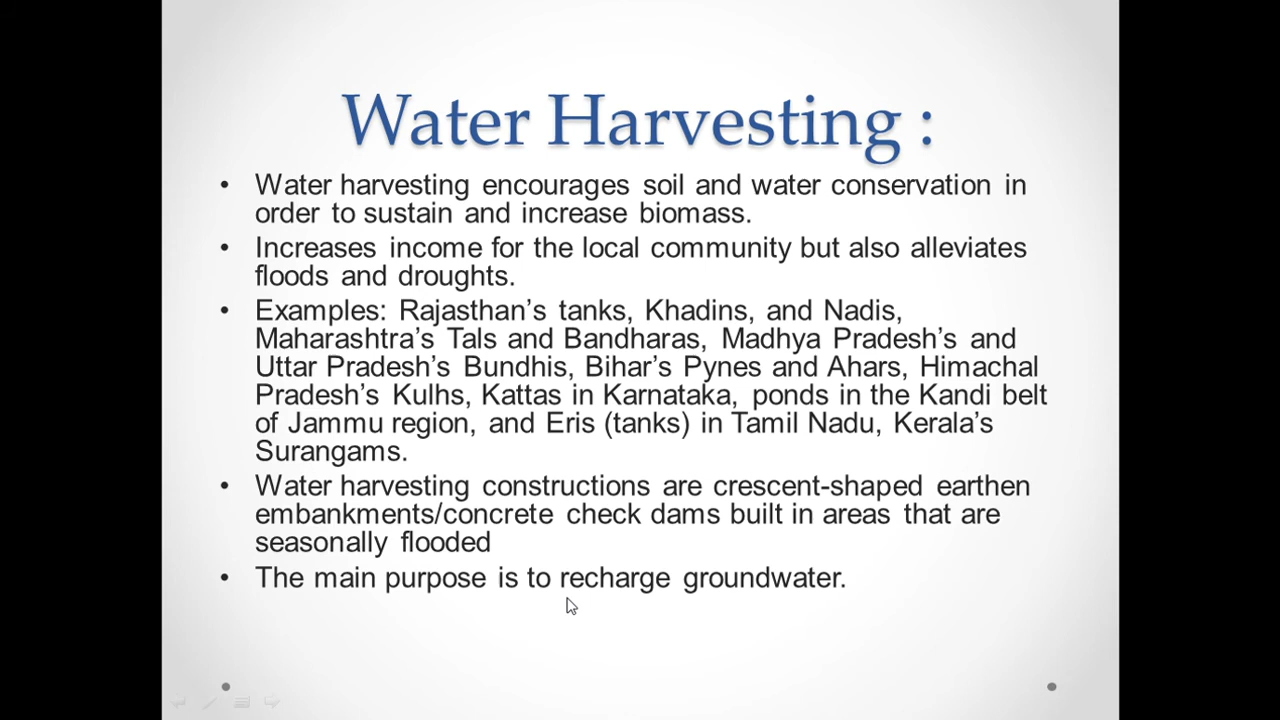 Water Harvesting :
• Water harvesting encourages soil and water conservation in
order to sustain and increase biomass.
• Increases income for the local community but also alleviates
floods and droughts.
• Examples: Rajasthan’s tanks, Khadins, and Nadis,
Maharashtra’s Tals and Bandharas, Madhya Pradesh’s and
Uttar Pradesh’s Bundhis, Bihar’s Pynes and Ahars, Himachal
Pradesh’s Kulhs, Kattas in Karnataka, ponds in the Kandi belt
of Jammu region, and Eris (tanks) in Tamil Nadu, Kerala’s
Surangams.
• Water harvesting constructions are crescent-shaped earthen
embankments/concrete check dams built in areas that are
seasonally flooded
• The main purpose is to recharge groundwater.